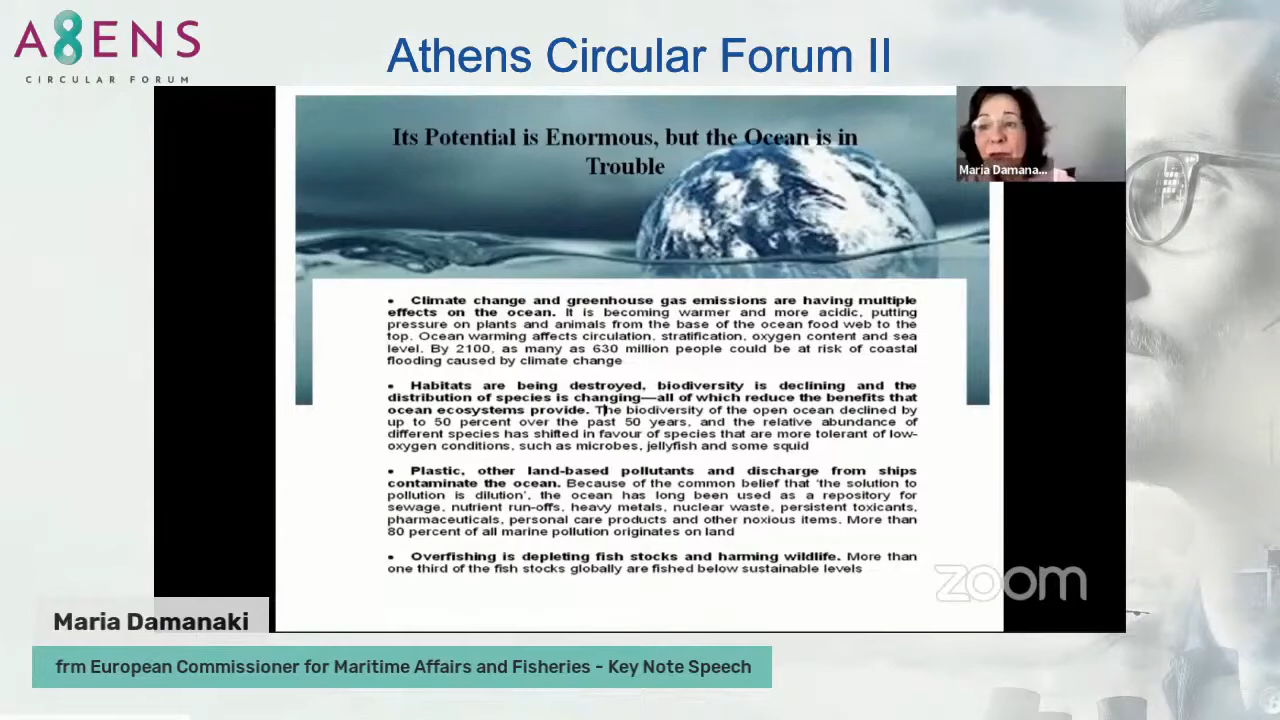 A8ENS
CIRCULAR FORUM
Athens Circular Forum II
Its Potential is Enormous, but the Ocean is in
Trouble
Maria Damana...
• Climate change and greenhouse gas emissions are having multiple
effects on the ocean. It is becoming warmer and more acidic, putting
pressure on plants and animals from the base of the ocean food web to the
top. Ocean warming affects circulation, stratification, oxygen content and sea
level. By 2100, as many as 630 million people could be at risk of coastal
flooding caused by climate change
• Habitats are being destroyed, biodiversity is declining and the
distribution of species is changing—all of which reduce the benefits that
ocean ecosystems provide. The biodiversity of the open ocean declined by
up to 50 percent over the past 50 years, and the relative abundance of
different species has shifted in favour of species that are more tolerant of low-
oxygen conditions, such as microbes, jellyfish and some squid
• Plastic, other land-based pollutants and discharge from ships
contaminate the ocean. Because of the common belief that 'the solution to
pollution is dilution', the ocean has long been used as a repository for
sewage, nutrient run-offs, heavy metals, nuclear waste, persistent toxicants,
pharmaceuticals, personal care products and other noxious items. More than
80 percent of all marine pollution originates on land
• Overfishing is depleting fish stocks and harming wildlife. More than
one third of the fish stocks globally are fished below sustainable levels
zoom
Maria Damanaki
frm European Commissioner for Maritime Affairs and Fisheries - Key Note Speech